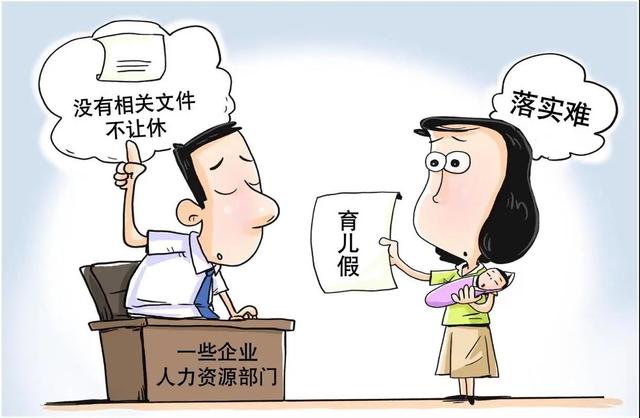 没有相关文件
不让休
落实难
育儿假
一些企业
人力资源部门